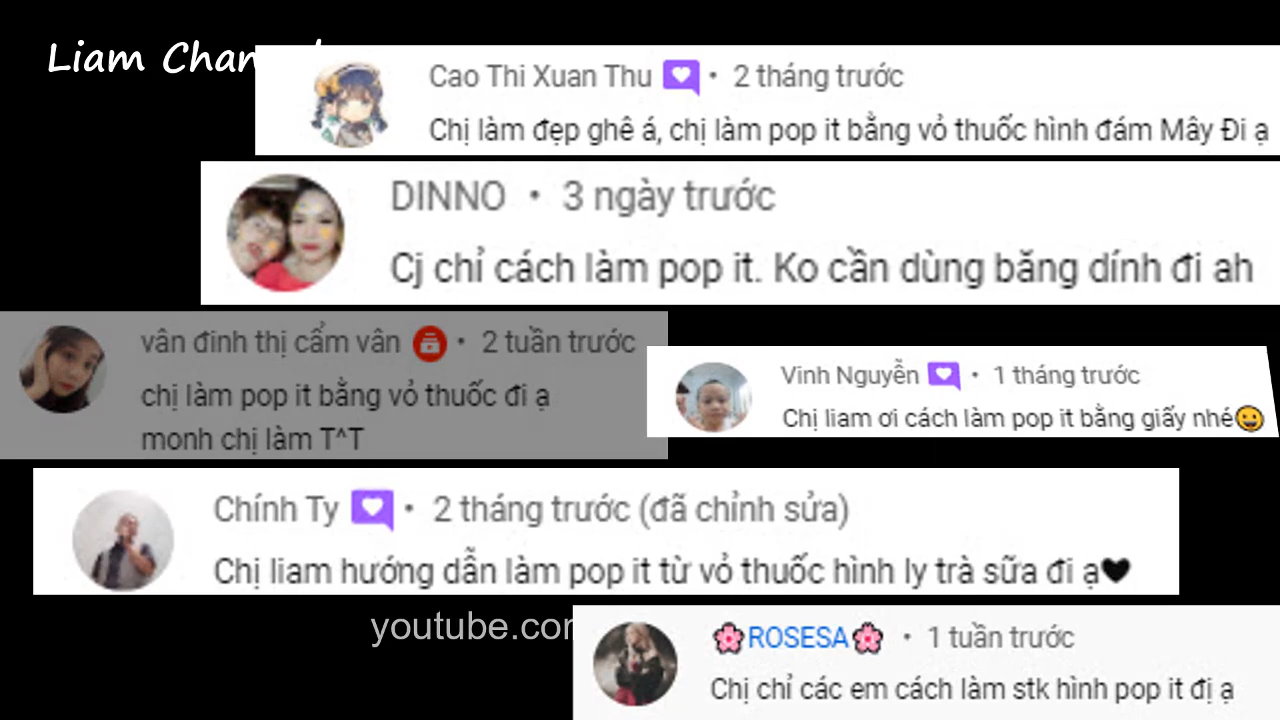 Liam Chan
Cao Thi Xuan Thu • 2 tháng trước
Chị làm đẹp ghê á, chị làm pop it bằng vỏ thuốc hình đám Mây Đi ạ
DINNO • 3 ngày trước
Cj chỉ cách làm pop it. Ko cần dùng băng dính đi ah
vân đinh thị cẩm vân • 2 tuần trước
chị làm pop it bằng vỏ thuốc đi ạ
monh chị làm T^T
Vinh Nguyễn • 1 tháng trước
Chị liam ơi cách làm pop it bằng giấy nhé😀
Chính Ty • 2 tháng trước (đã chỉnh sửa)
Chị liam hướng dẫn làm pop it từ vỏ thuốc hình ly trà sữa đi ạ🖤
youtube.co
🌸ROSESA🌸 • 1 tuần trước
Chị chỉ các em cách làm stk hình pop it đị ạ